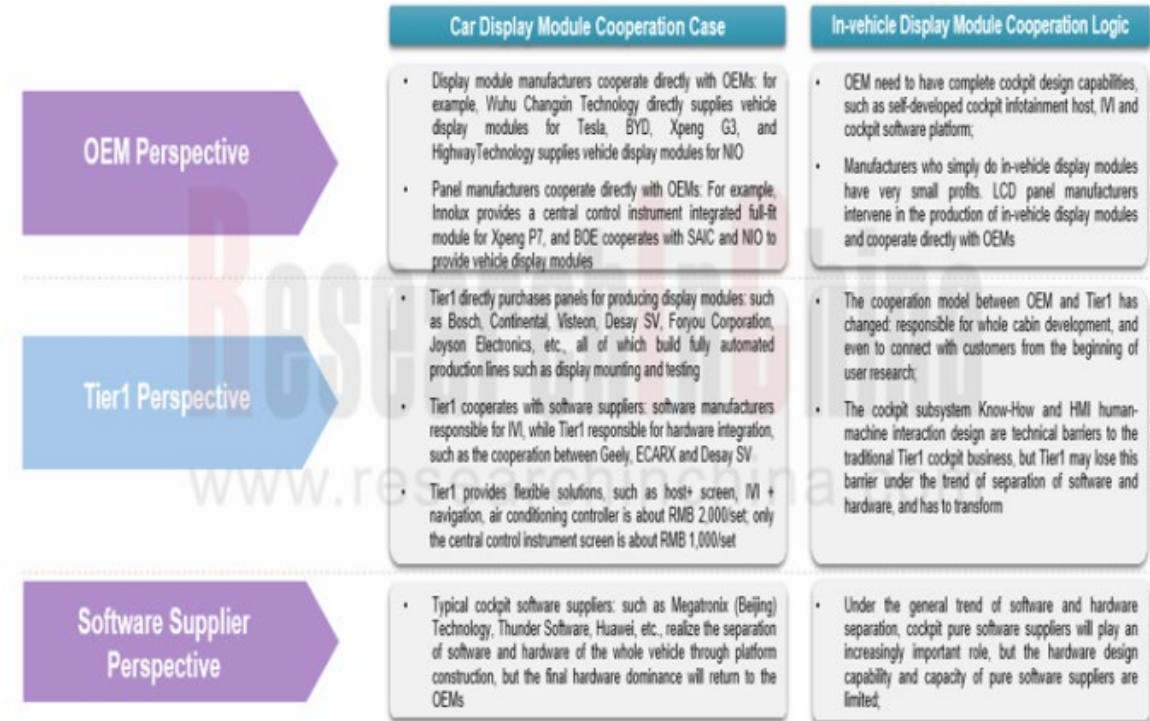 Car Display Module Cooperation Case
In-vehicle Display Module Cooperation Logic
OEM Perspective
• Display module manufacturers cooperate directly with OEMs: for
example, Wuhu Changxin Technology directly supplies vehicle
display modules for Tesla, BYD, Xpeng G3, and
HighwayTechnology supplies vehicle display modules for NIO
• Panel manufacturers cooperate directly with OEMs: For example,
Innolux provides a central control instrument integrated full-fit
module for Xpeng P7, and BOE cooperates with SAIC and NIO to
provide vehicle display modules
• OEM need to have complete cockpit design capabilities,
such as self-developed cockpit infotainment host, IVI and
cockpit software platform;
• Manufacturers who simply do in-vehicle display modules
have very small profits. LCD panel manufacturers
intervene in the production of in-vehicle display modules
and cooperate directly with OEMs
Tier1 Perspective
• Tier1 directly purchases panels for producing display modules: such
as Bosch, Continental, Visteon, Desay SV, Foryou Corporation,
Joyson Electronics, etc., all of which build fully automated
production lines such as display mounting and testing
• Tier1 cooperates with software suppliers: software manufacturers
responsible for IVI, while Tier1 responsible for hardware integration,
such as the cooperation between Geely, ECARX and Desay SV
• Tier1 provides flexible solutions, such as host+ screen, IVI +
navigation, air conditioning controller is about RMB 2,000/set; only
the central control instrument screen is about RMB 1,000/set
• The cooperation model between OEM and Tier1 has
changed: responsible for whole cabin development, and
even to connect with customers from the beginning of
user research;
• The cockpit subsystem Know-How and HMI human-
machine interaction design are technical barriers to the
traditional Tier1 cockpit business, but Tier1 may lose this
barrier under the trend of separation of software and
hardware, and has to transform
Software Supplier
Perspective
• Typical cockpit software suppliers: such as Megatronix (Beijing)
Technology, Thunder Software, Huawei, etc., realize the separation
of software and hardware of the whole vehicle through platform
construction, but the final hardware dominance will return to the
OEMs
• Under the general trend of software and hardware
separation, cockpit pure software suppliers will play an
increasingly important role, but the hardware design
capability and capacity of pure software suppliers are
limited;
ResearchInChina